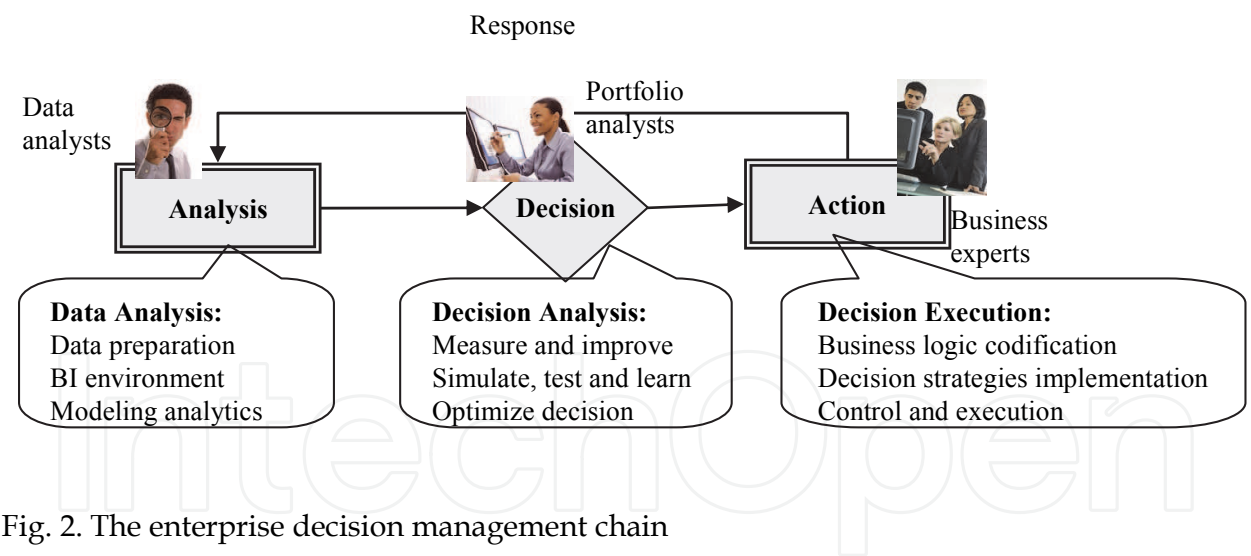 Response
Data
analysts
Portfolio
analysts
Analysis
Decision
Action
Business
experts
Data Analysis:
Data preparation
BI environment
Modeling analytics
Decision Analysis:
Measure and improve
Simulate, test and learn
Optimize decision
Decision Execution:
Business logic codification
Decision strategies implementation
Control and execution
IntechOpen
Fig. 2. The enterprise decision management chain